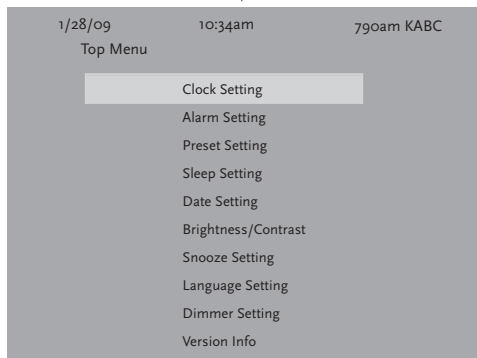 1/28/09 10:34am 790am KABC
Top Menu
Clock Setting
Alarm Setting
Preset Setting
Sleep Setting
Date Setting
Brightness/Contrast
Snooze Setting
Language Setting
Dimmer Setting
Version Info